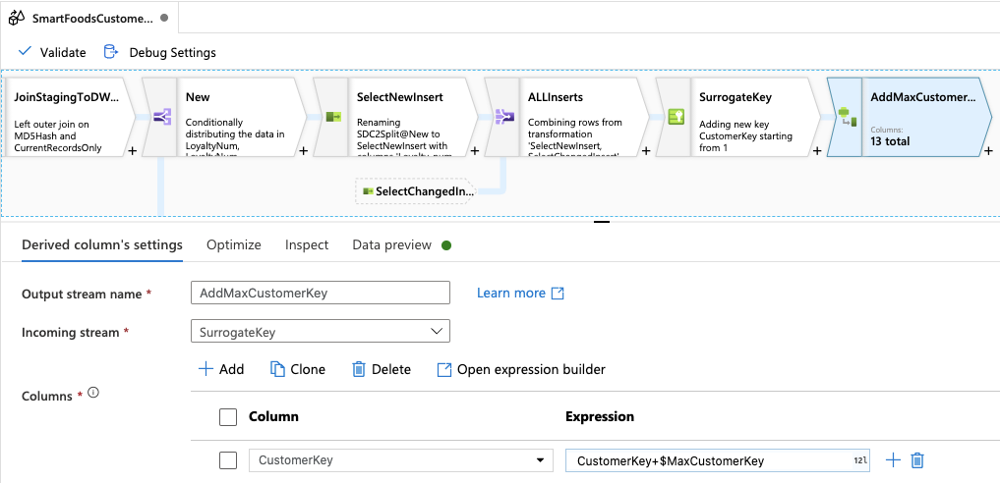 SmartFoodsCustome...
Validate
Debug Settings
JoinStagingToDW...
Left outer join on
MD5Hash and
CurrentRecordsOnly
New
Conditionally
distributing the data in
LoyaltyNum,
LoyaltyNum
SelectNewInsert
Renaming
SDC2Split@New to
SelectNewInsert with
columns 'Loyalty_num
ALLInserts
Combining rows from
transformation
'SelectNewInsert,
SelectChangedInsert'
SurrogateKey
Adding new key
CustomerKey starting
from 1
AddMaxCustomer...
Columns:
13 total
SelectChangedIn...
Derived column's settings
Optimize
Inspect
Data preview
Output stream name *
AddMaxCustomerKey
Learn more
Incoming stream *
SurrogateKey
Add
Clone
Delete
Open expression builder
Columns *
Column
Expression
CustomerKey
CustomerKey+$MaxCustomerKey
12l